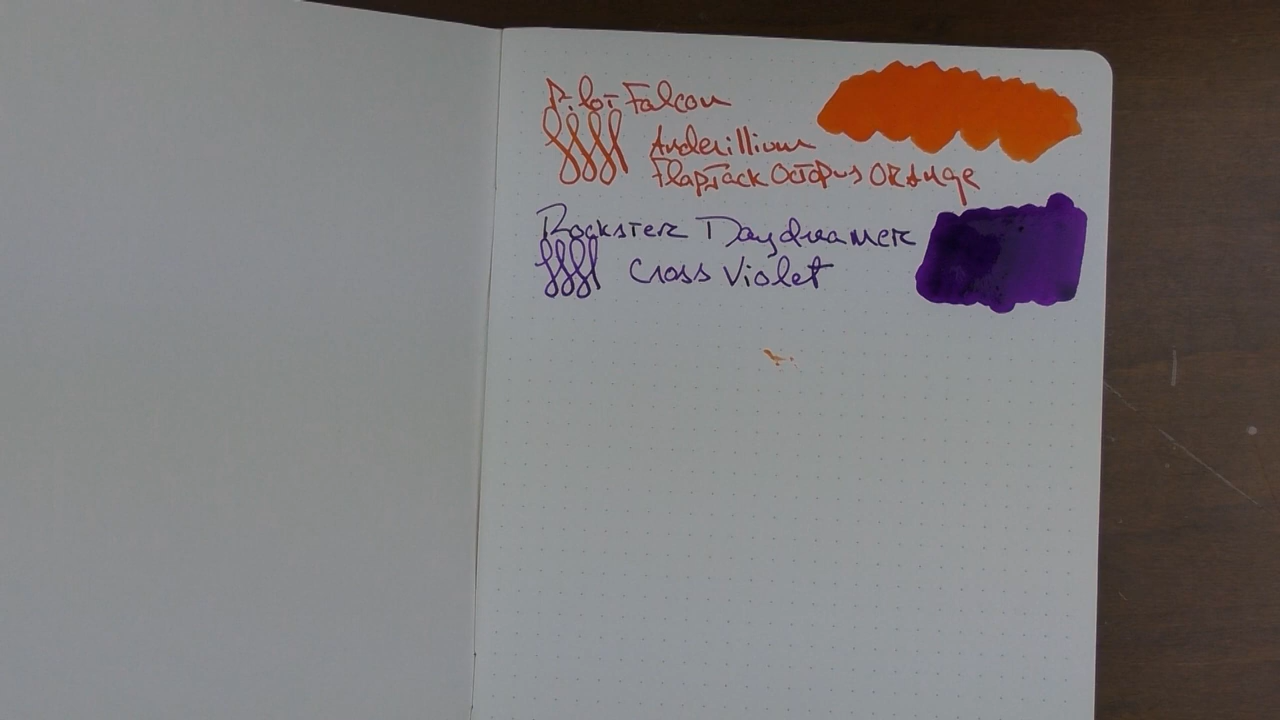 Pilot Falcon
Anderillium
Flapjack Octopus Orange
Rockster Daydreamer
Cross Violet